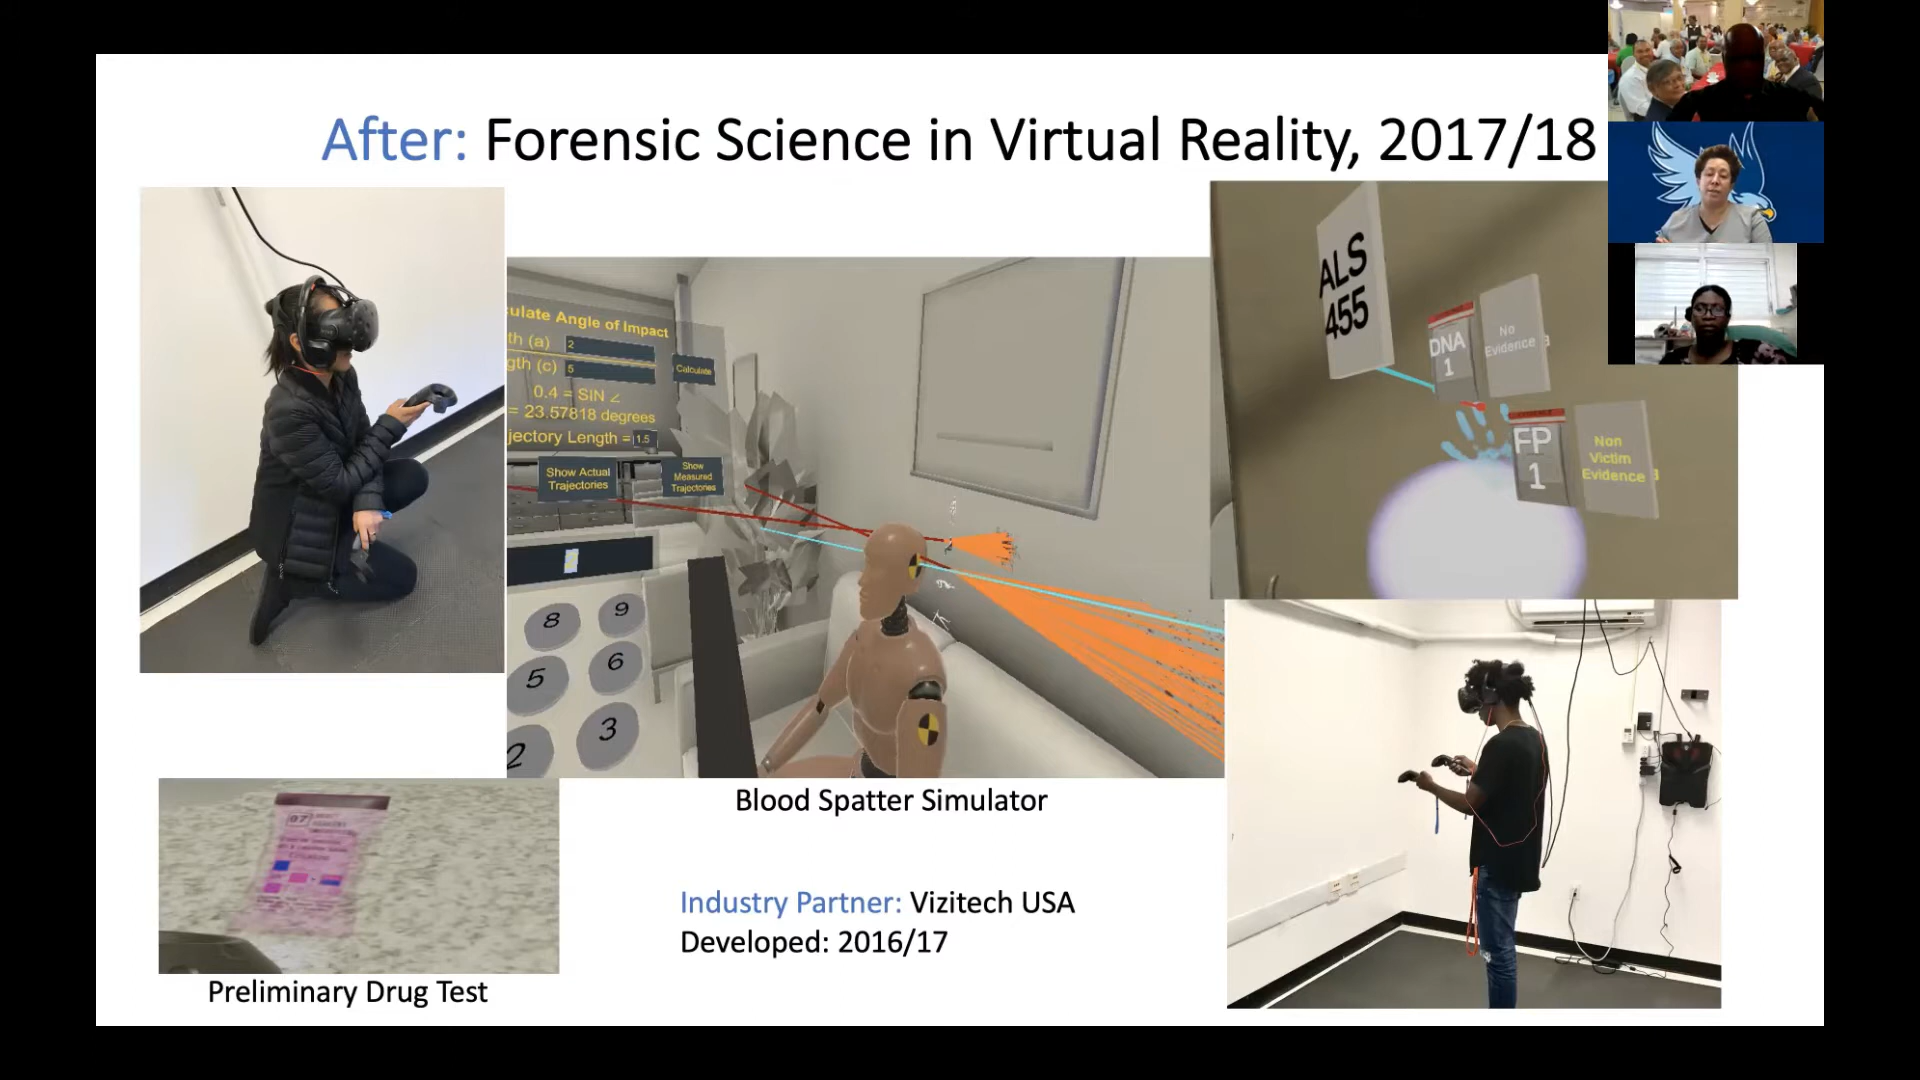 After: Forensic Science in Virtual Reality, 2017/18
culate Angle of Impact
th (a) 2
gth (c) 5
Calculate
0.4 = SIN ∠
= 23.57818 degrees
jectory Length = 1.5
Show Actual
Trajectories
Show
Measured
Trajectories
8 9
5 6
2 3
ALS
455
DNA
1
No
Evidence
FP
1
Non
Victim
Evidence
Blood Spatter Simulator
07
Industry Partner: Vizitech USA
Developed: 2016/17
Preliminary Drug Test